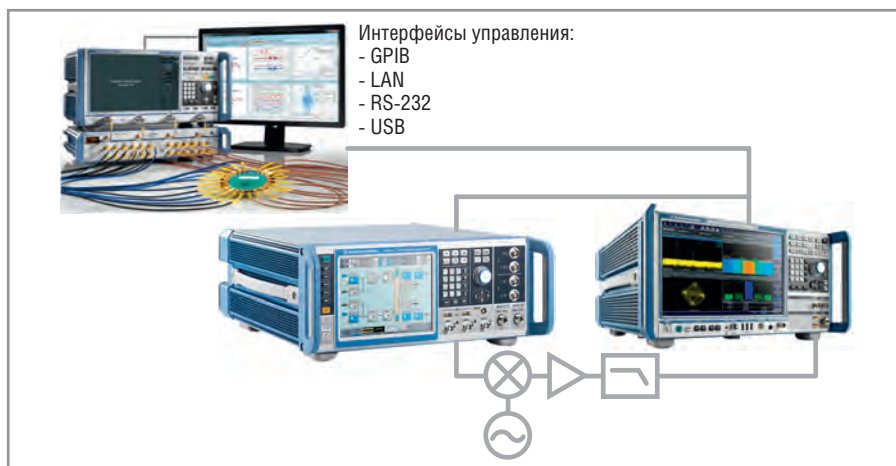 Интерфейсы управления:
- GPIB
- LAN
- RS-232
- USB